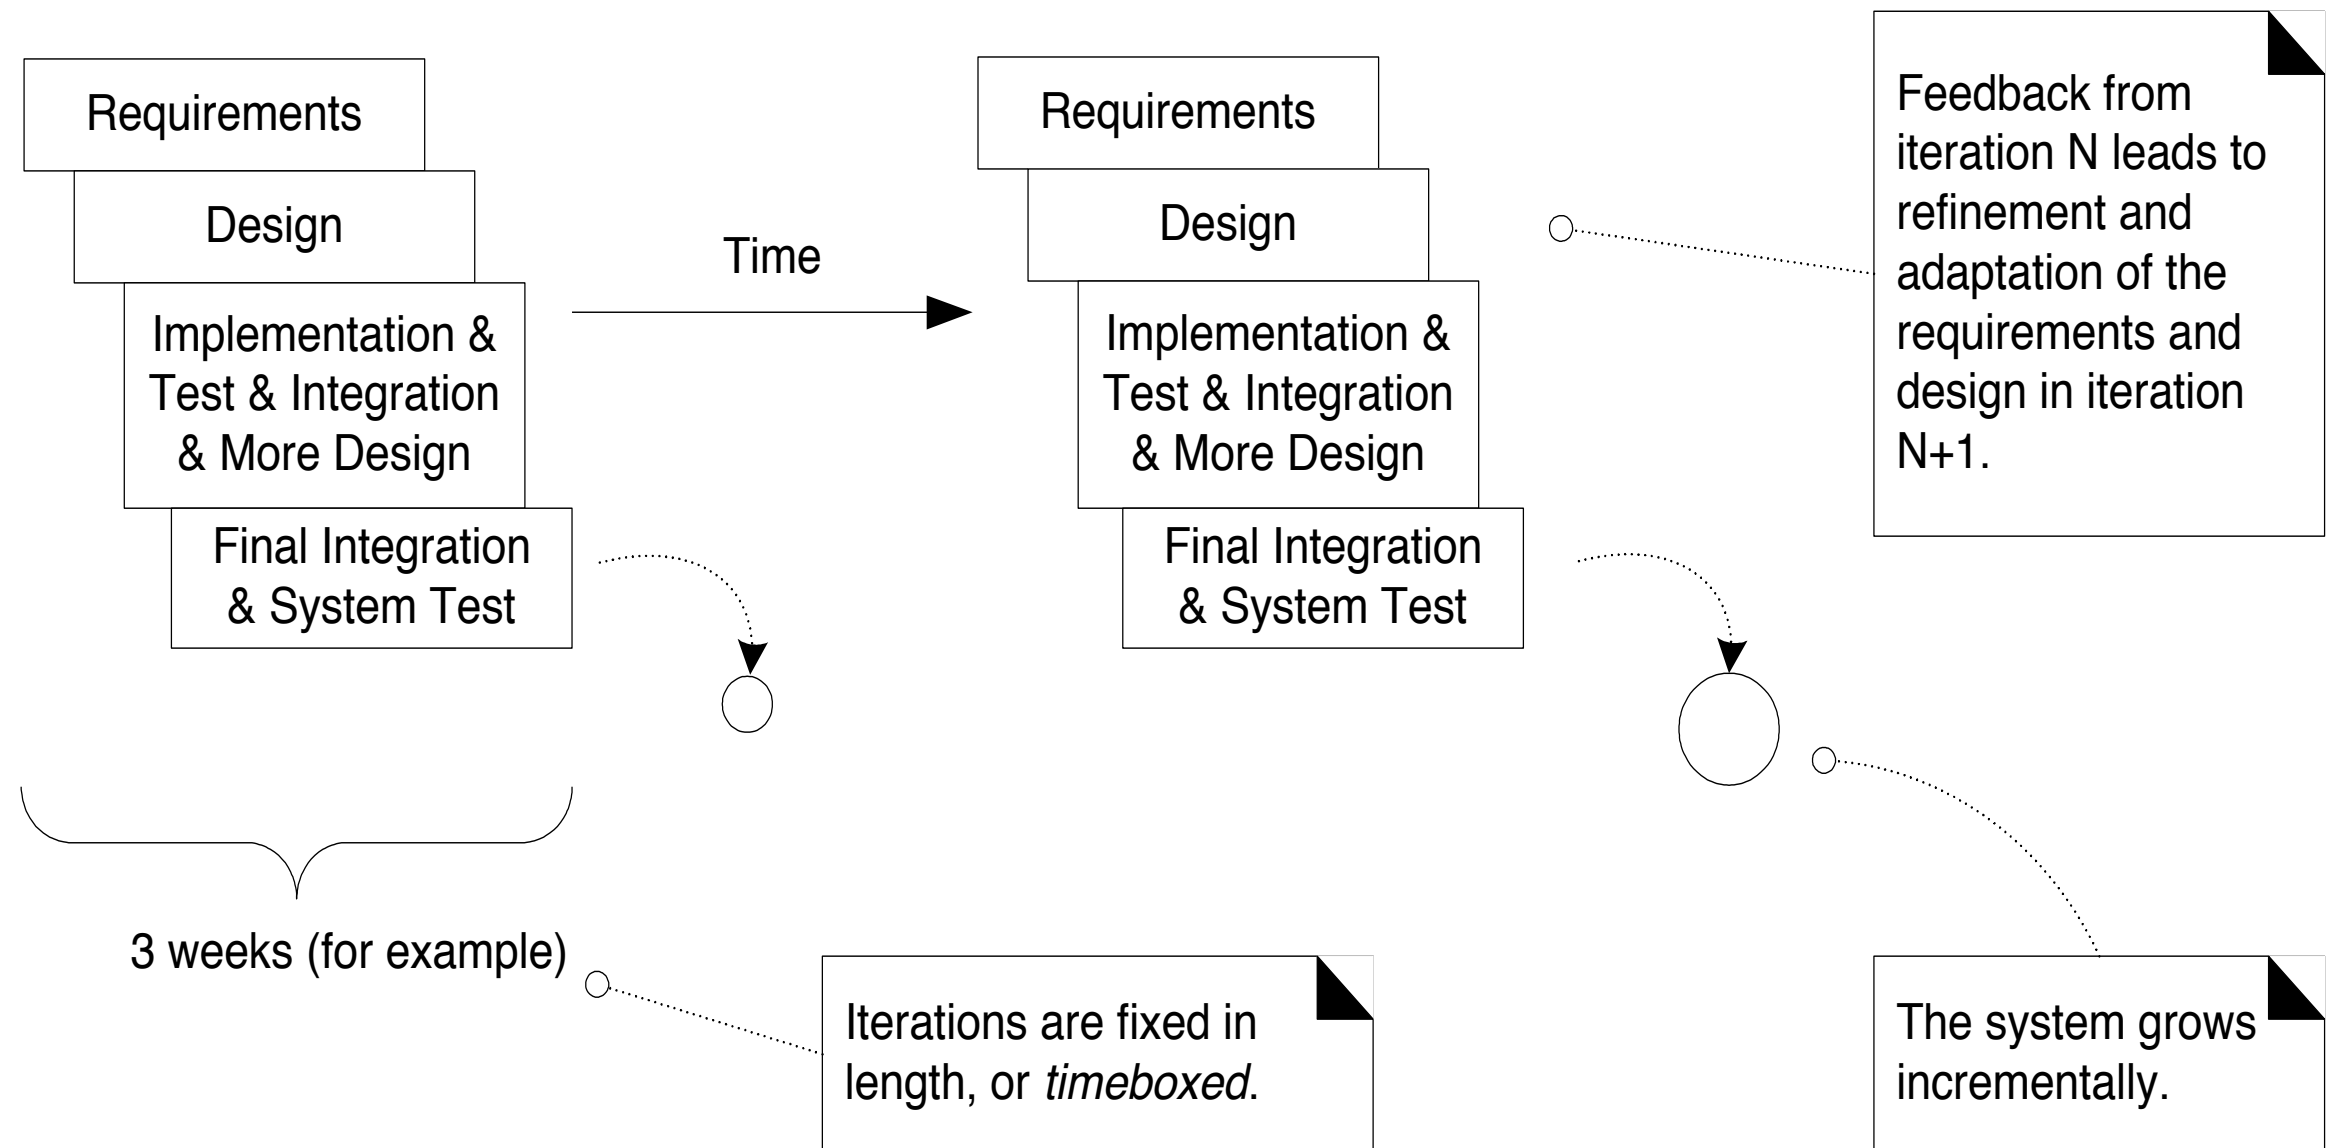 Requirements
Design
Implementation &
Test & Integration
& More Design
Final Integration
& System Test
Time
Requirements
Design
Implementation &
Test & Integration
& More Design
Final Integration
& System Test
Feedback from
iteration N leads to
refinement and
adaptation of the
requirements and
design in iteration
N+1.
3 weeks (for example)
Iterations are fixed in
length, or timeboxed.
The system grows
incrementally.